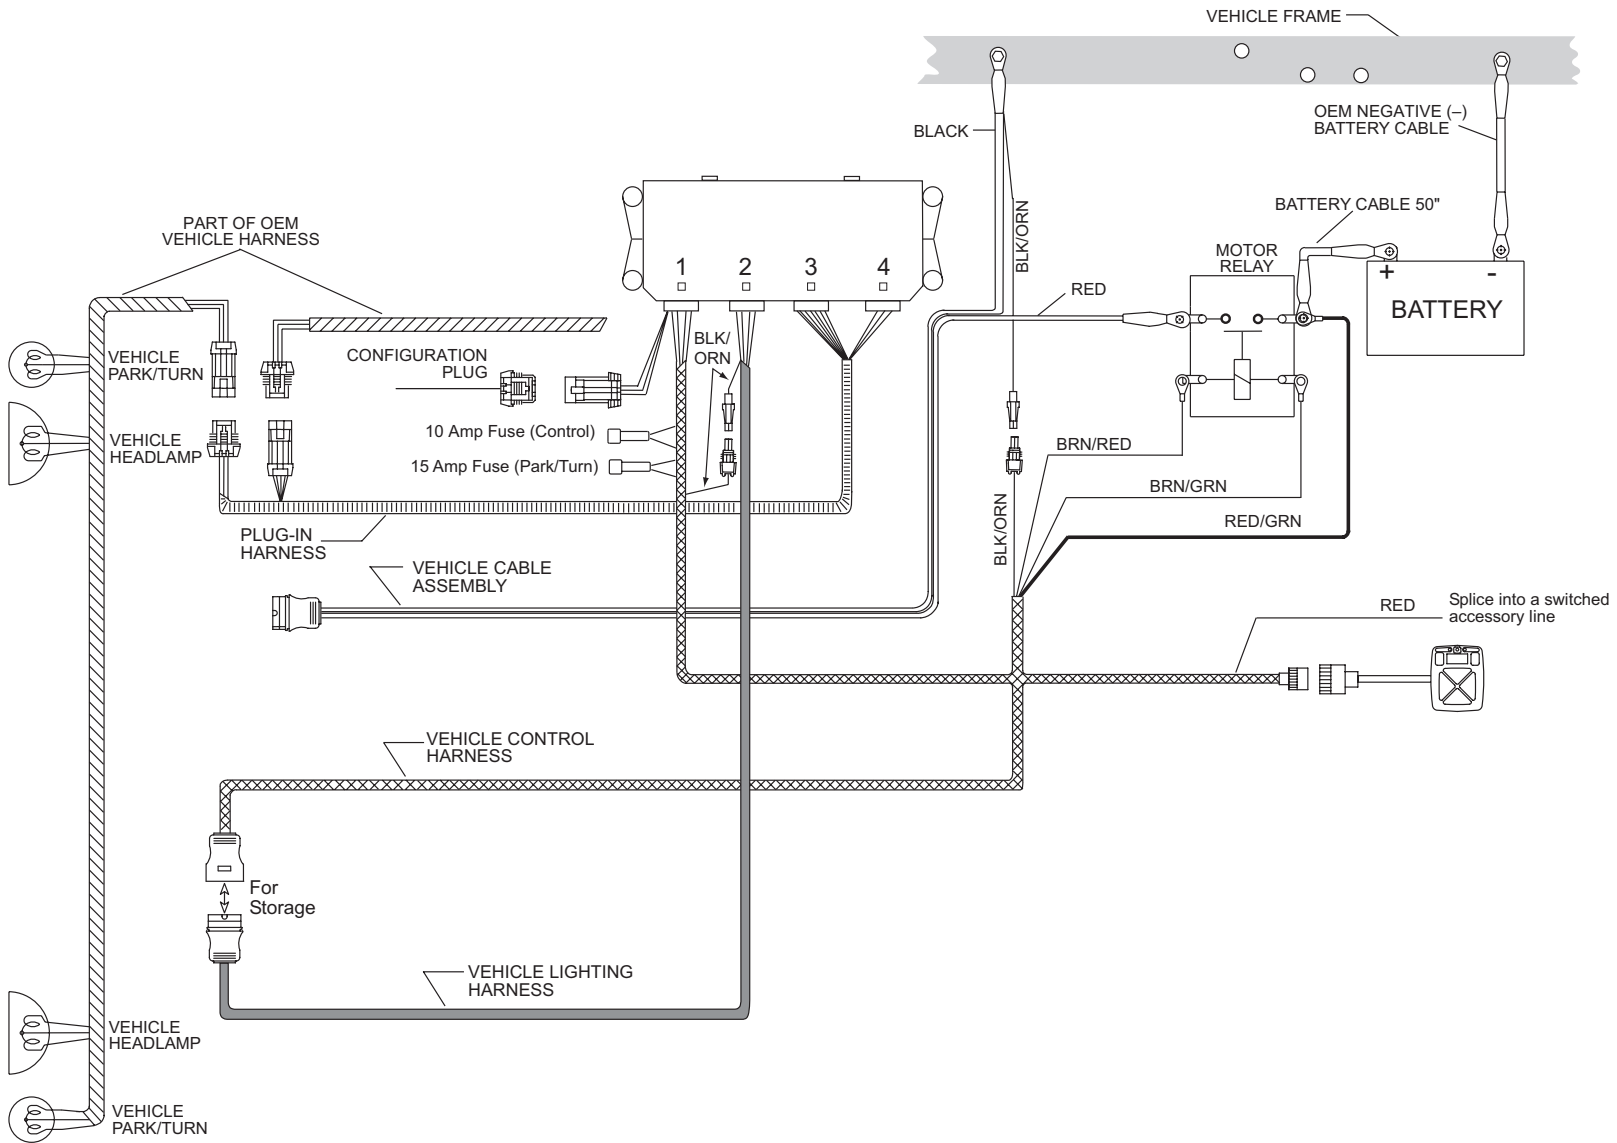 VEHICLE FRAME
OEM NEGATIVE (–)
BATTERY CABLE
BLACK
BATTERY CABLE 50"
PART OF OEM
VEHICLE HARNESS
BLK/ORN
MOTOR
RELAY
+
-
BATTERY
1
2
3
4
RED
BLK/
ORN
CONFIGURATION
PLUG
VEHICLE
PARK/TURN
10 Amp Fuse (Control)
15 Amp Fuse (Park/Turn)
VEHICLE
HEADLAMP
BRN/RED
BRN/GRN
RED/GRN
BLK/ORN
PLUG-IN
HARNESS
VEHICLE CABLE
ASSEMBLY
RED
Splice into a switched
accessory line
VEHICLE CONTROL
HARNESS
For
Storage
VEHICLE LIGHTING
HARNESS
VEHICLE
HEADLAMP
VEHICLE
PARK/TURN